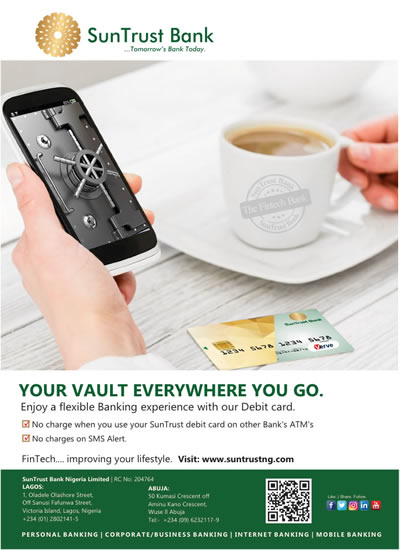 SunTrust Bank
...Tomorrow's Bank Today.
SunTrust Bank
The Fintech Bank
SunTrust Bank
SunTrust Bank
1234 5678 1234 5678
Verve
YOUR VAULT EVERYWHERE YOU GO.
Enjoy a flexible Banking experience with our Debit card.
No charge when you use your SunTrust debit card on other Bank's ATM's
No charges on SMS Alert.
FinTech.... improving your lifestyle. Visit: www.suntrustng.com
SunTrust Bank Nigeria Limited | RC No: 204764
LAGOS:
1, Oladele Olashore Street,
Off Sanusi Fafunwa Street,
Victoria Island, Lagos, Nigeria
+234 (01) 2802141-5
ABUJA:
50 Kumasi Crescent off
Aminu Kano Crescent,
Wuse II Abuja
Tel:- +234 (09) 6232117-9
Like | Share. Follow.
PERSONAL BANKING | CORPORATE/BUSINESS BANKING | INTERNET BANKING | MOBILE BANKING